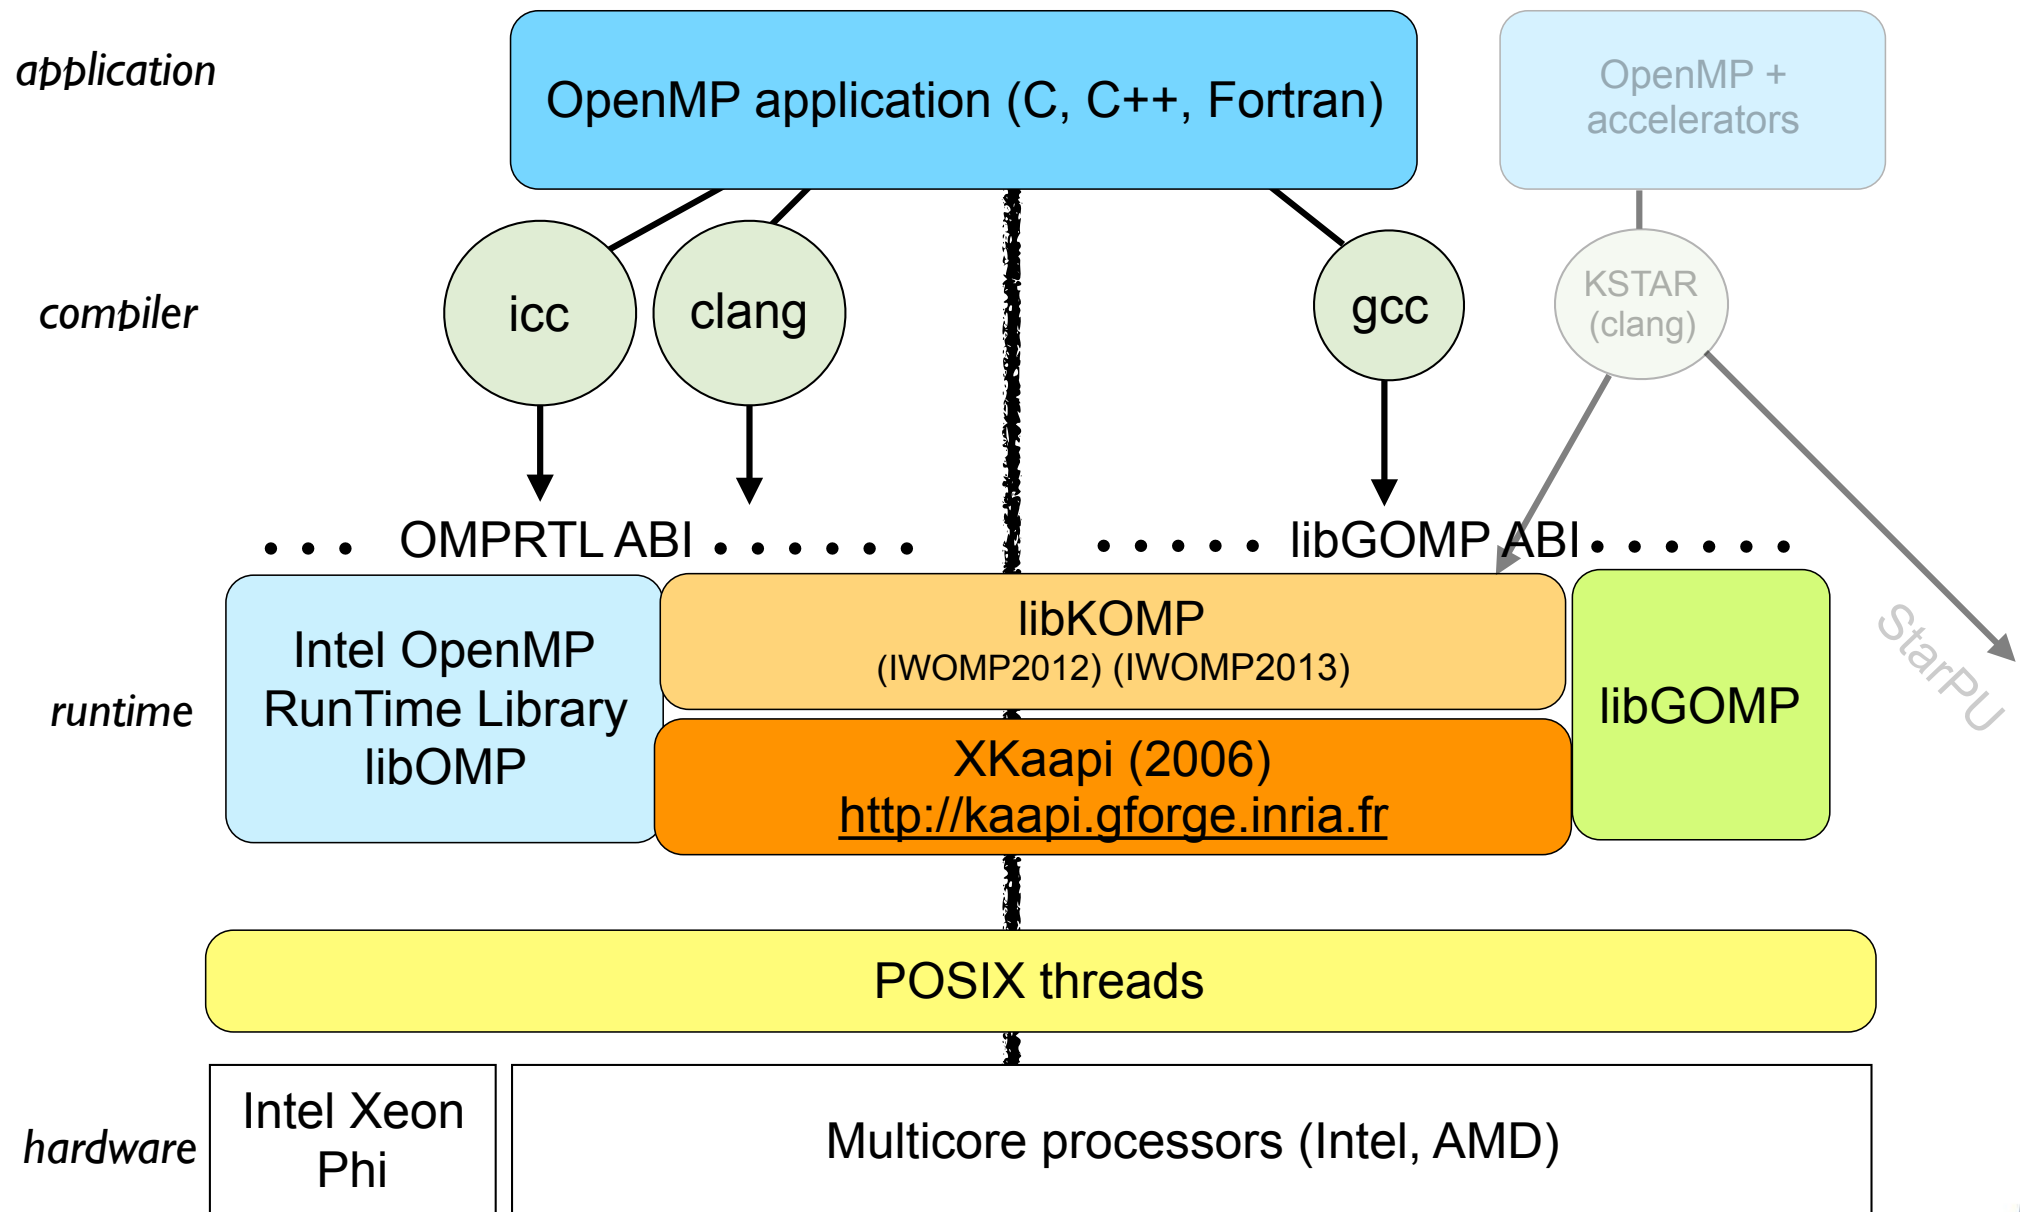 application
OpenMP application (C, C++, Fortran)
OpenMP +
accelerators
compiler
icc
clang
gcc
KSTAR
(clang)
OMPRTL ABI
libGOMP ABI
runtime
Intel OpenMP
RunTime Library
libOMP
libKOMP
(IWOMP2012) (IWOMP2013)
XKaapi (2006)
http://kaapi.gforge.inria.fr
libGOMP
StarPU
POSIX threads
hardware
Intel Xeon
Phi
Multicore processors (Intel, AMD)